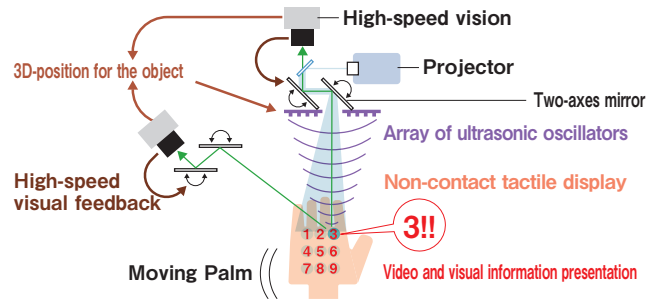 High-speed vision
3D-position for the object
Projector
Two-axes mirror
Array of ultrasonic oscillators
High-speed
visual feedback
Non-contact tactile display
1 2 3
3!!
4 5 6
7 8 9
Moving Palm
Video and visual information presentation